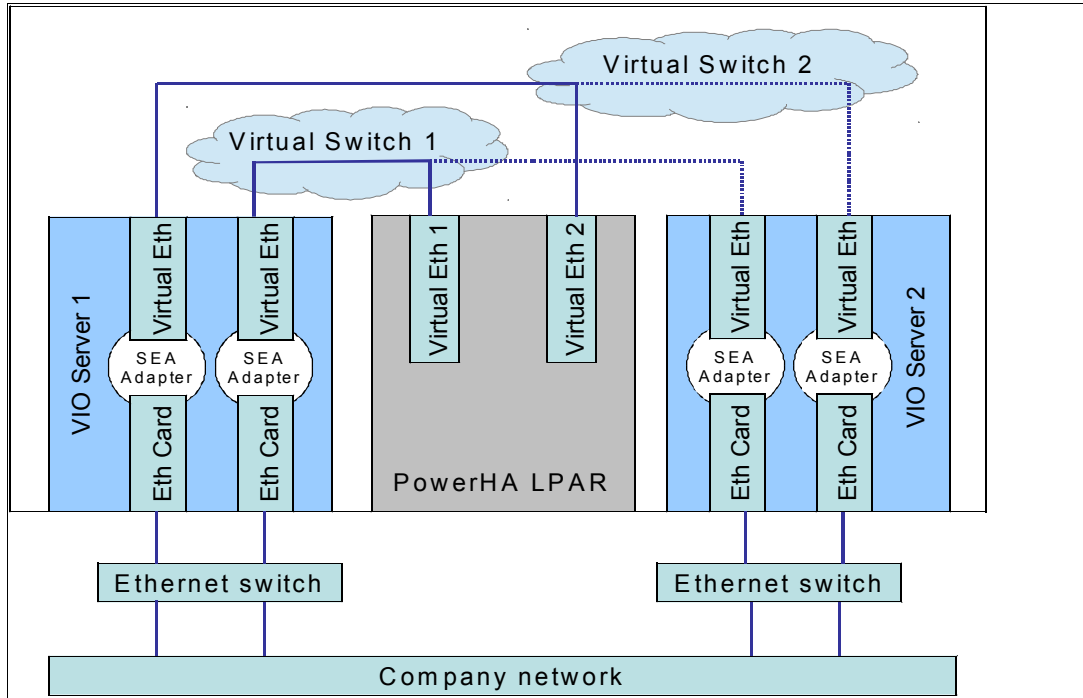 Virtual Switch 2
Virtual Switch 1
VIO Server 1
Virtual Eth
SEA
Adapter
Eth Card
Virtual Eth
SEA
Adapter
Eth Card
Virtual Eth 1
Virtual Eth 2
PowerHA LPAR
Virtual Eth
SEA
Adapter
Eth Card
Virtual Eth
SEA
Adapter
Eth Card
VIO Server 2
Ethernet switch
Ethernet switch
Company network